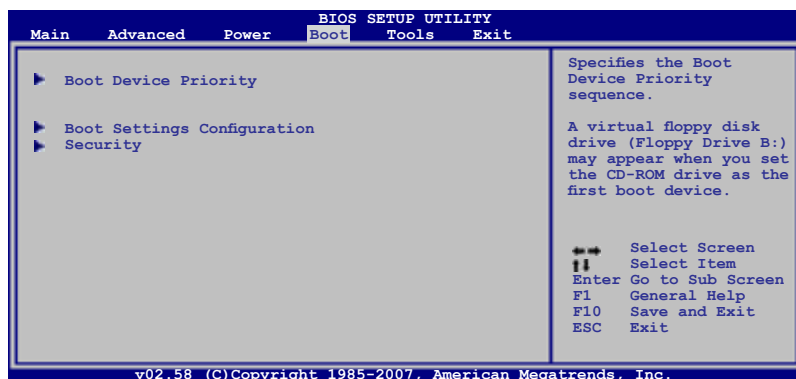 BIOS SETUP UTILITY
Main Advanced Power Boot Tools Exit
Boot Device Priority
Boot Settings Configuration
Security
Specifies the Boot
Device Priority
sequence.
A virtual floppy disk
drive (Floppy Drive B:)
may appear when you set
the CD-ROM drive as the
first boot device.
Select Screen
Select Item
Enter Go to Sub Screen
F1 General Help
F10 Save and Exit
ESC Exit
v02.58 (C)Copyright 1985-2007, American Megatrends, Inc.